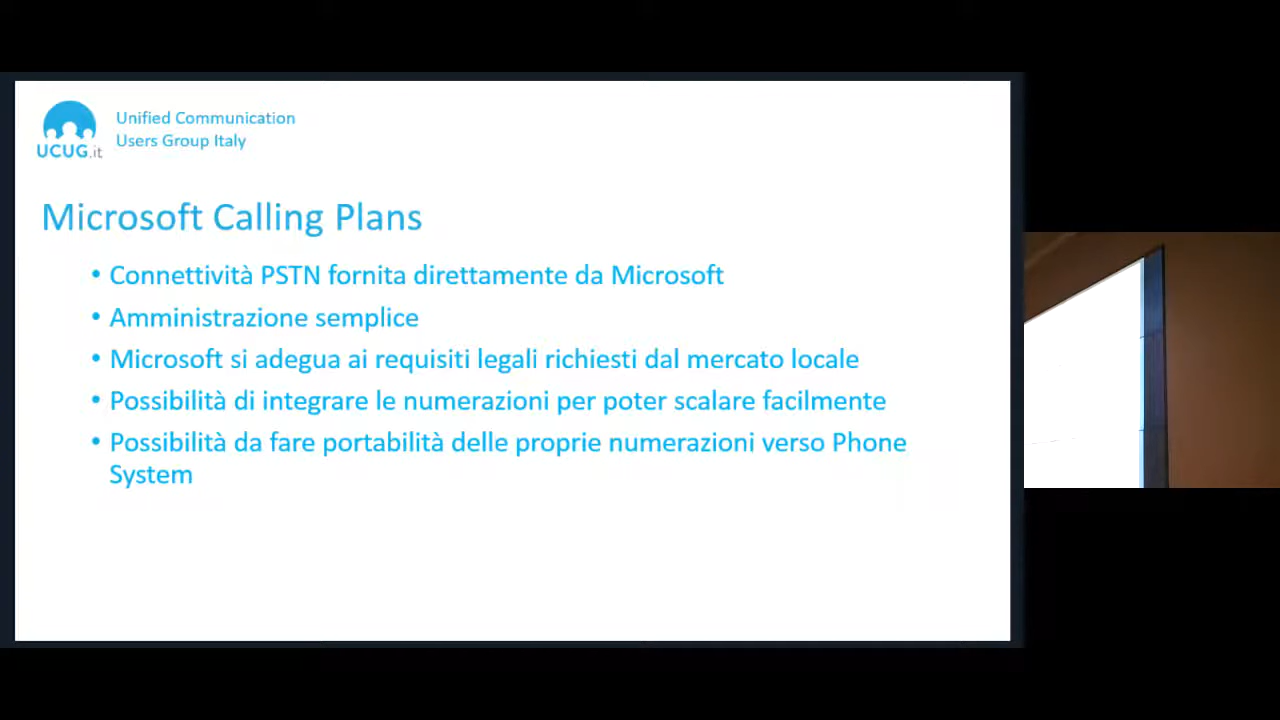 Unified Communication
Users Group Italy
UCUG.it
Microsoft Calling Plans
• Connettività PSTN fornita direttamente da Microsoft
• Amministrazione semplice
• Microsoft si adegua ai requisiti legali richiesti dal mercato locale
• Possibilità di integrare le numerazioni per poter scalare facilmente
• Possibilità da fare portabilità delle proprie numerazioni verso Phone
System